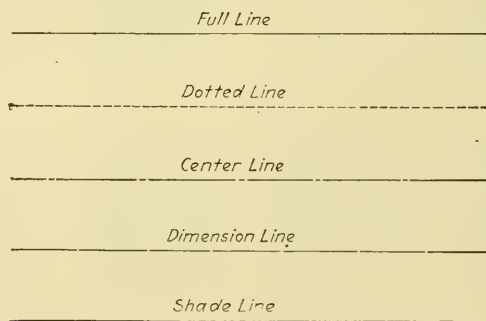 Full Line
Dotted Line
Center Line
Dimension Line
Shade Line